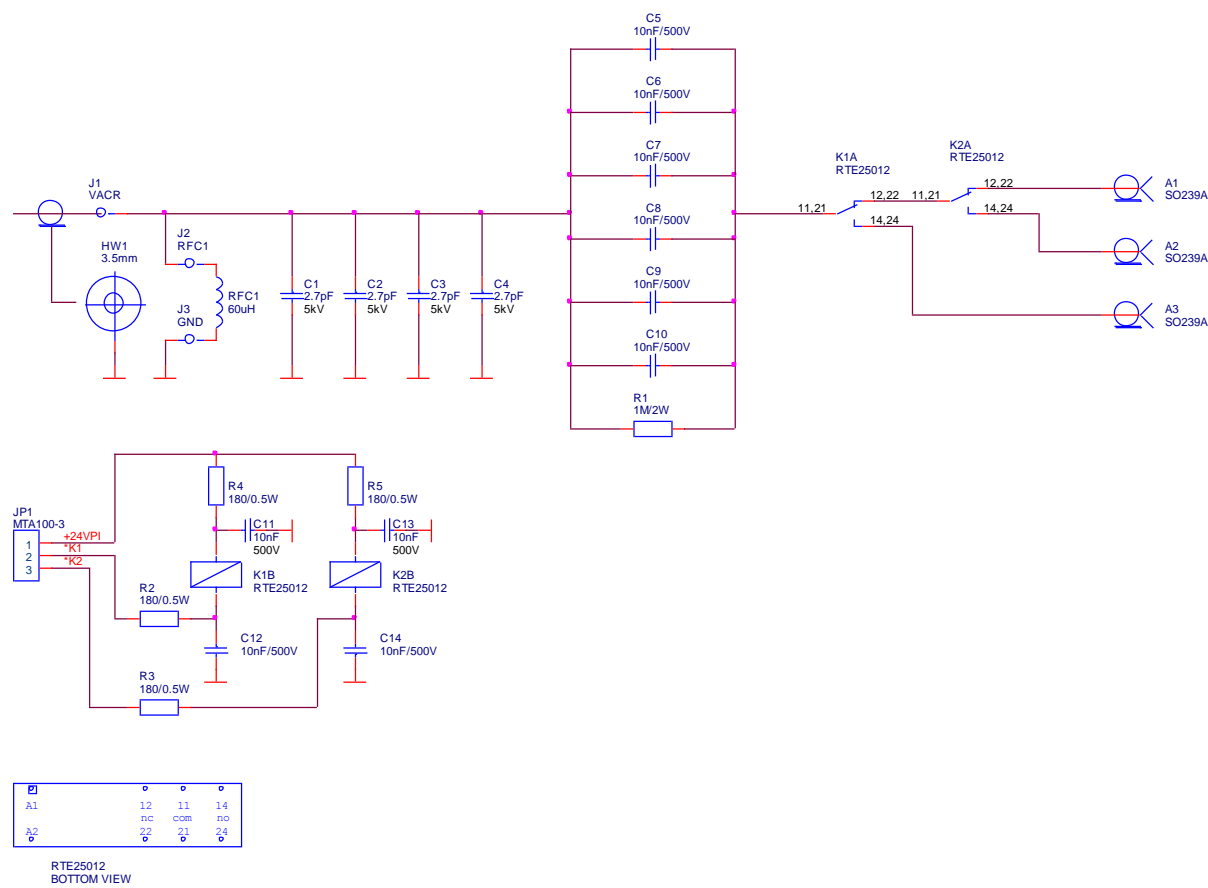 C5
10nF/500V
C6
10nF/500V
C7
10nF/500V
C8
10nF/500V
C9
10nF/500V
C10
10nF/500V
R1
1M/2W
K1A
RTE25012
K2A
RTE25012
11,21
12,22
11,21
12,22
14,24
14,24
A1
SO239A
A2
SO239A
A3
SO239A
J1
VACR
HW1
3.5mm
J2
RFC1
RFC1
60uH
J3
GND
C1
2.7pF
5kV
C2
2.7pF
5kV
C3
2.7pF
5kV
C4
2.7pF
5kV
R4
180/0.5W
R5
180/0.5W
JP1
MTA100-3
1
2
3
+24VPI
*K1
*K2
C11
10nF
500V
C13
10nF
500V
K1B
RTE25012
K2B
RTE25012
R2
180/0.5W
C12
10nF/500V
C14
10nF/500V
R3
180/0.5W
A1 12 11 14
nc com no
A2 22 21 24
RTE25012
BOTTOM VIEW